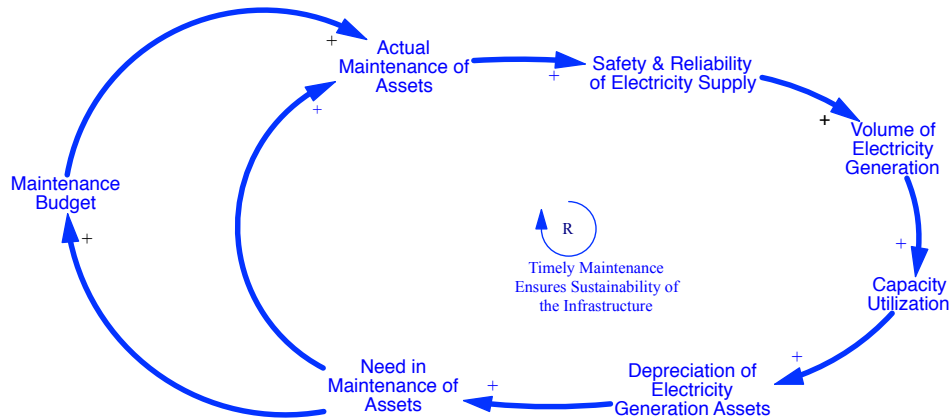 +
Actual
Maintenance of
Assets
+
+
Safety & Reliability
of Electricity Supply
+
Volume of
Electricity
Generation
Maintenance
Budget
+
+
R
Timely Maintenance
Ensures Sustainability of
the Infrastructure
Capacity
Utilization
+
Need in
Maintenance of
Assets
+
Depreciation of
Electricity
Generation Assets